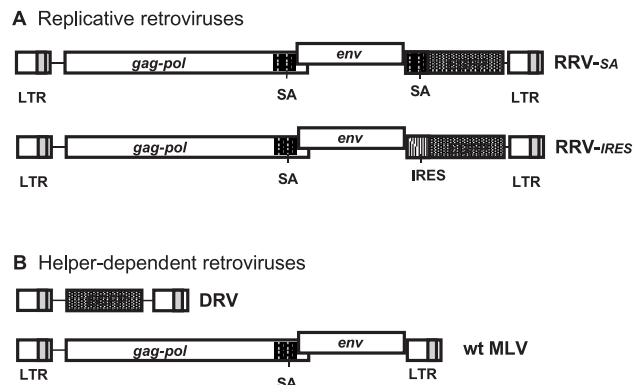 A Replicative retroviruses
gag-pol env RRV-SA
LTR SA SA LTR
gag-pol env RRV-IRES
LTR SA IRES LTR
B Helper-dependent retroviruses
DRV
gag-pol env wt MLV
LTR SA LTR